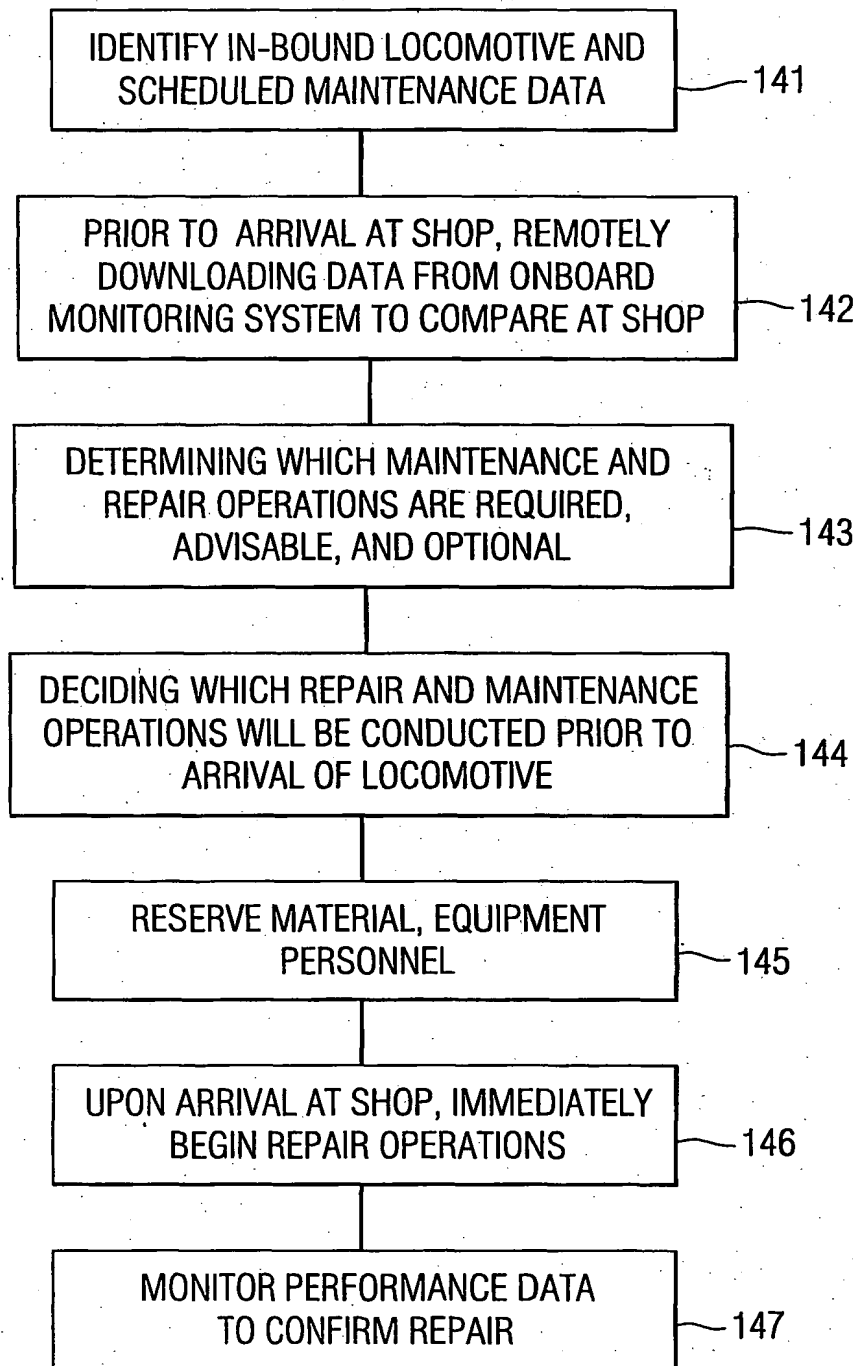 IDENTIFY IN-BOUND LOCOMOTIVE AND
SCHEDULED MAINTENANCE DATA
141
PRIOR TO ARRIVAL AT SHOP, REMOTELY
DOWNLOADING DATA FROM ONBOARD
MONITORING SYSTEM TO COMPARE AT SHOP
142
DETERMINING WHICH MAINTENANCE AND
REPAIR OPERATIONS ARE REQUIRED,
ADVISABLE, AND OPTIONAL
143
DECIDING WHICH REPAIR AND MAINTENANCE
OPERATIONS WILL BE CONDUCTED PRIOR TO
ARRIVAL OF LOCOMOTIVE
144
RESERVE MATERIAL, EQUIPMENT
PERSONNEL
145
UPON ARRIVAL AT SHOP, IMMEDIATELY
BEGIN REPAIR OPERATIONS
146
MONITOR PERFORMANCE DATA
TO CONFIRM REPAIR
147